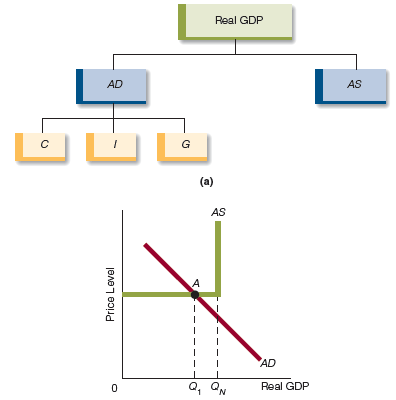 Real GDP
AD
AS
C
I
G
(a)
AS
A
Price Level
AD
0
Q1
QN
Real GDP